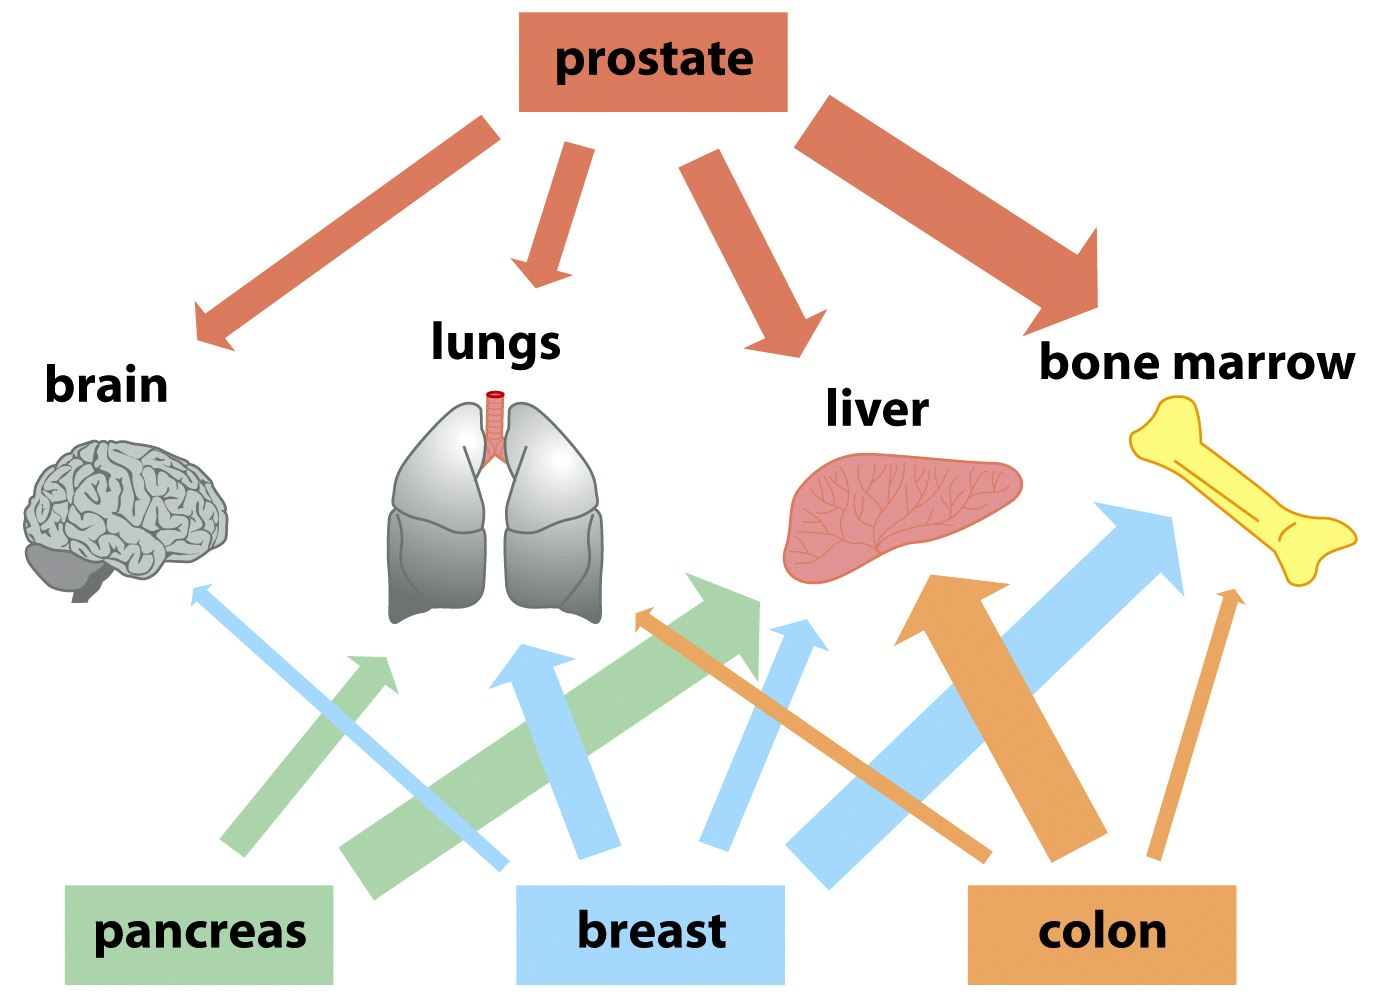 prostate
lungs
bone marrow
brain
liver
pancreas
breast
colon